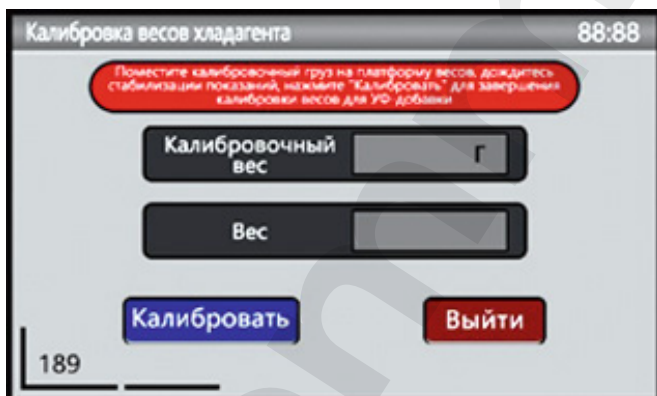 Калибровка весов хладагента 88:88
Поместите калибровочный груз на платформу весов, дождитесь
стабилизации показаний, нажмите "Калибровать" для завершения
калибровки весов для УФ добавки
Калибровочный
вес
Г
Вес
Калибровать
Выйти
189